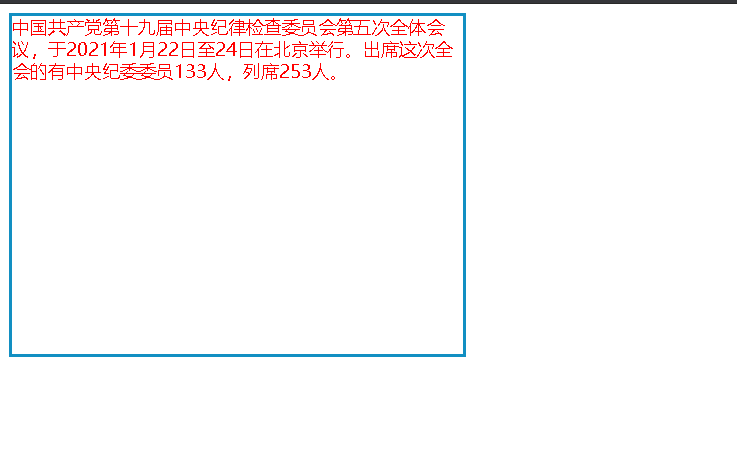 中国共产党第十九届中央纪律检查委员会第五次全体会
议，于2021年1月22日至24日在北京举行。出席这次全
会的有中央纪委委员133人，列席253人。